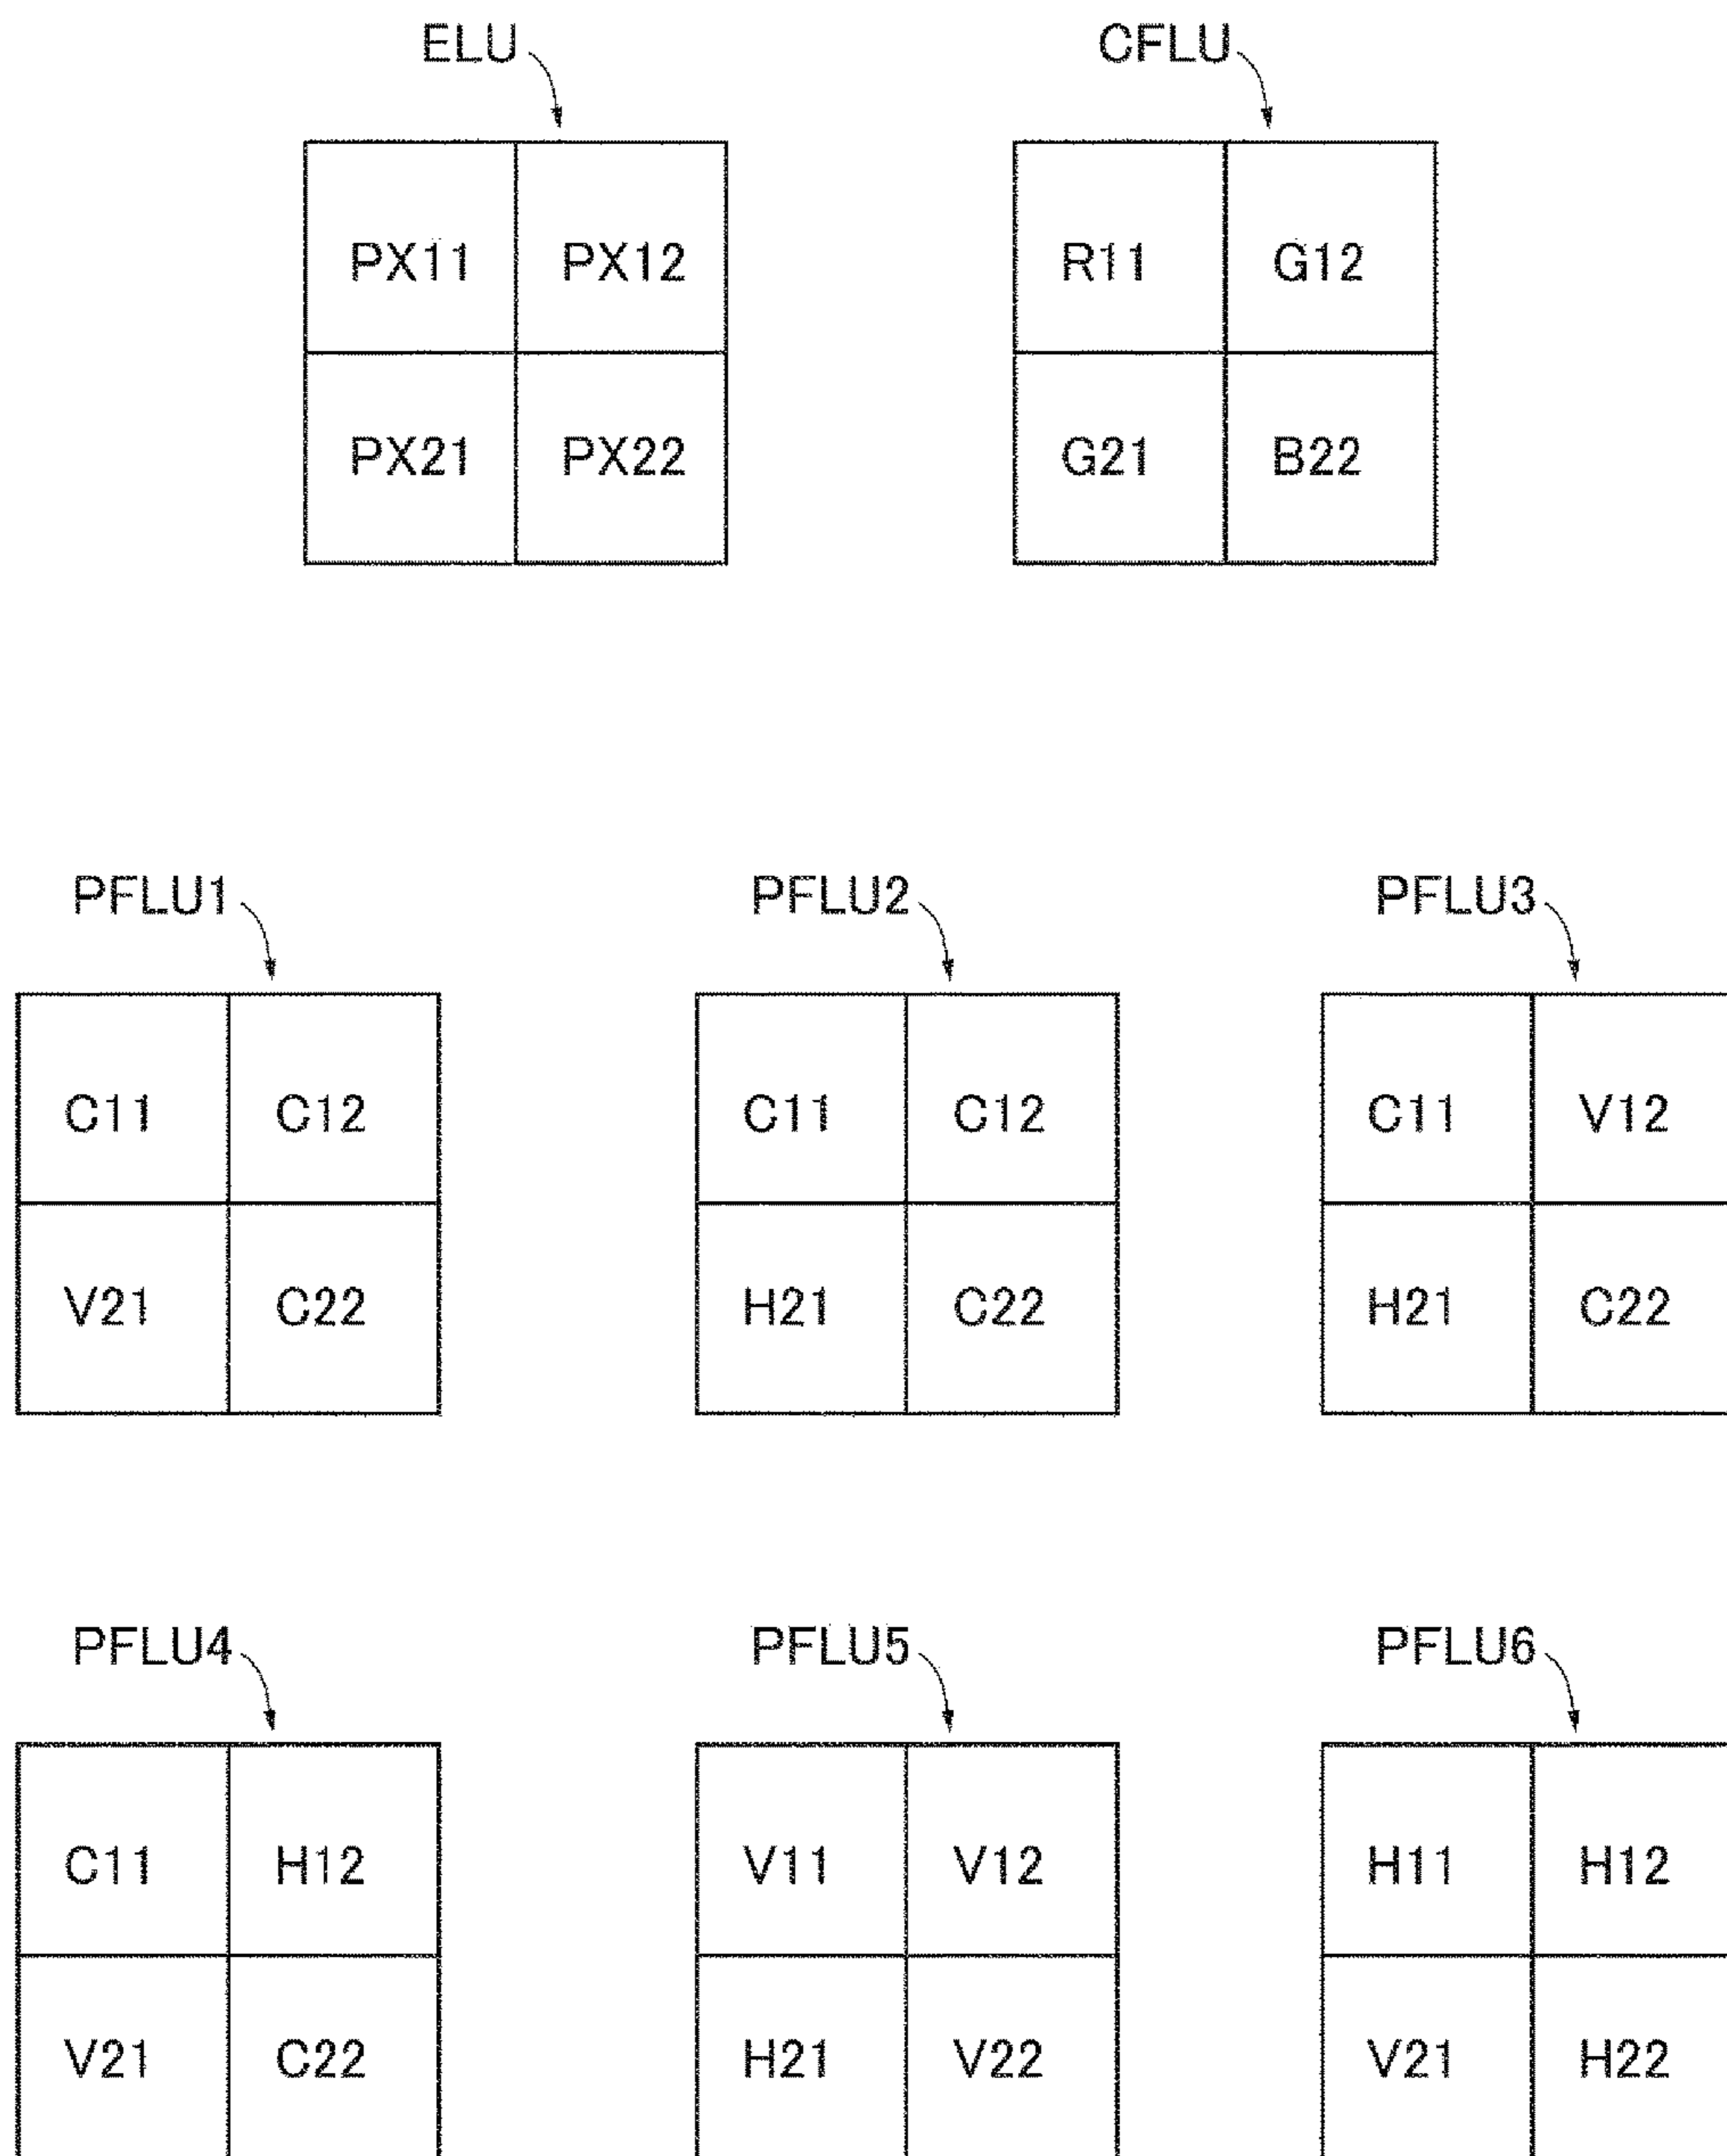 ELU CFLU
PX11 PX12 R11 G12
PX21 PX22 G21 B22
PFLU1 PFLU2 PFLU3
C11 C12 C11 C12 C11 V12
V21 C22 H21 C22 H21 C22
PFLU4 PFLU5 PFLU6
C11 H12 V11 V12 H11 H12
V21 C22 H21 V22 V21 H22